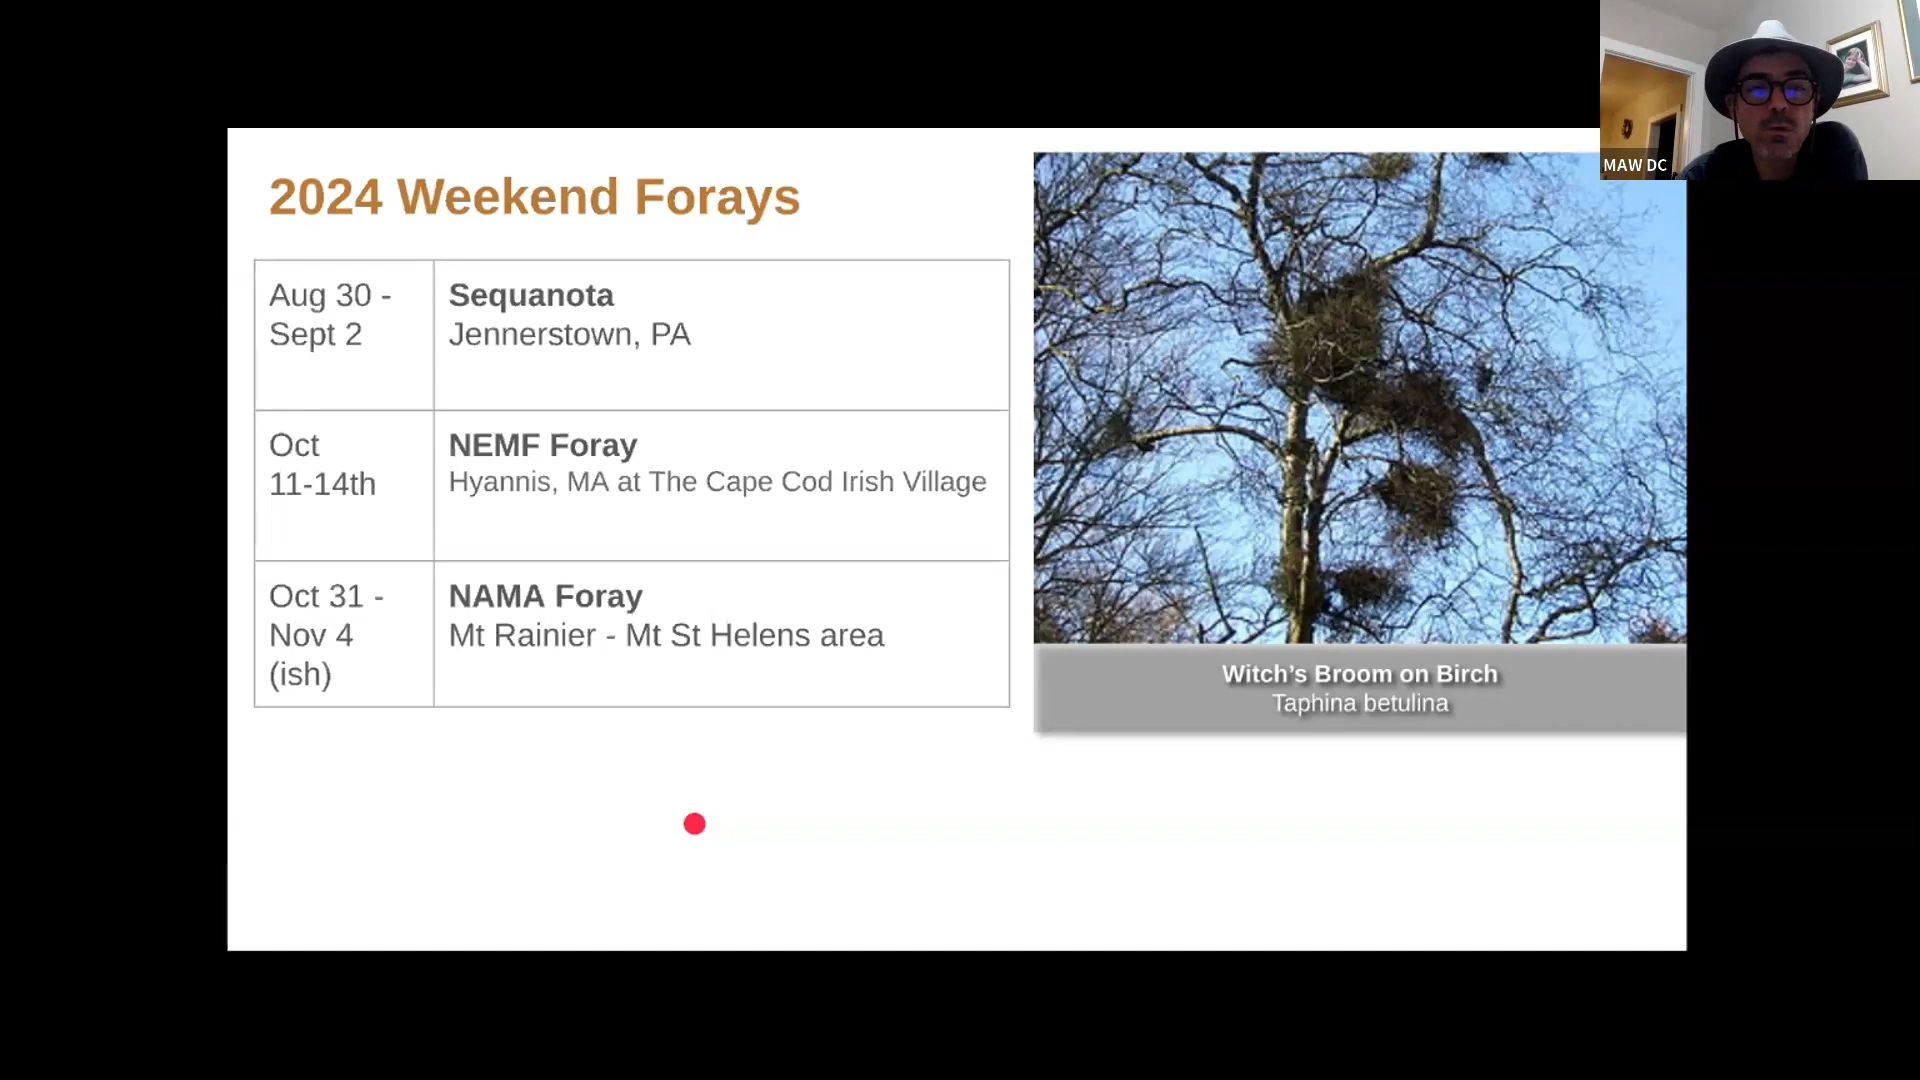 2024 Weekend Forays
Aug 30 -
Sept 2
Sequanota
Jennerstown, PA
Oct
11-14th
NEMF Foray
Hyannis, MA at The Cape Cod Irish Village
Oct 31 -
Nov 4
(ish)
NAMA Foray
Mt Rainier - Mt St Helens area
Witch’s Broom on Birch
Taphina betulina
MAW DC